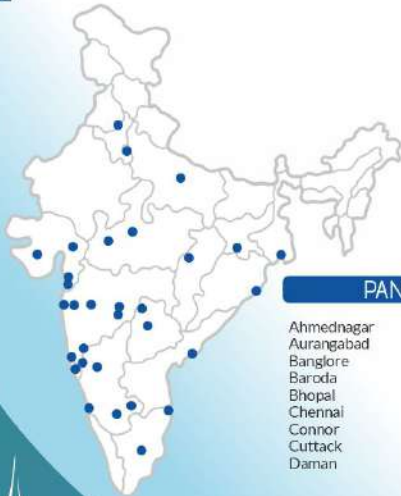 PAN
Ahmednagar
Aurangabad
Banglore
Baroda
Bhopal
Chennai
Connor
Cuttack
Daman